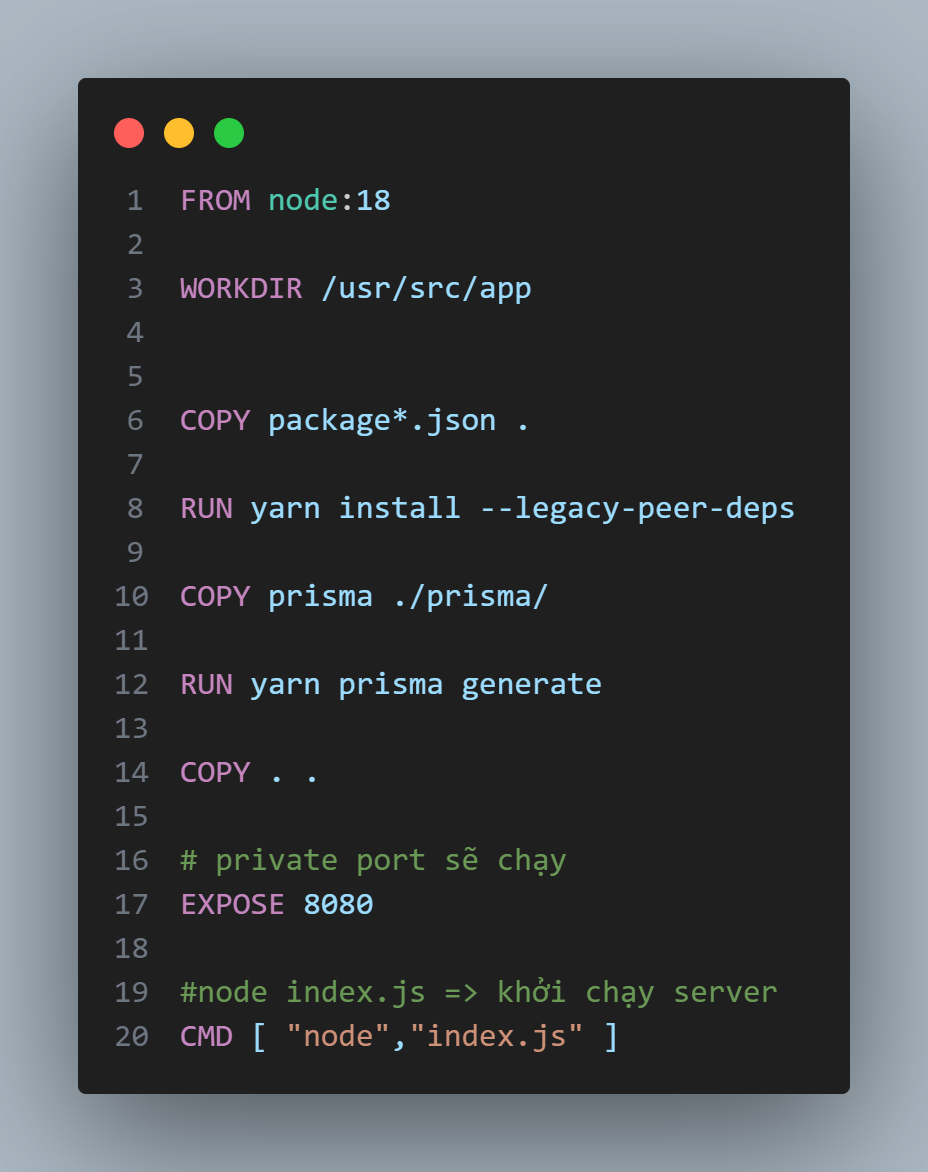 1 FROM node:18
2
3 WORKDIR /usr/src/app
4
5
6 COPY package*.json .
7
8 RUN yarn install --legacy-peer-deps
9
10 COPY prisma ./prisma/
11
12 RUN yarn prisma generate
13
14 COPY . .
15
16 # private port sẽ chạy
17 EXPOSE 8080
18
19 #node index.js => khởi chạy server
20 CMD [ "node","index.js" ]